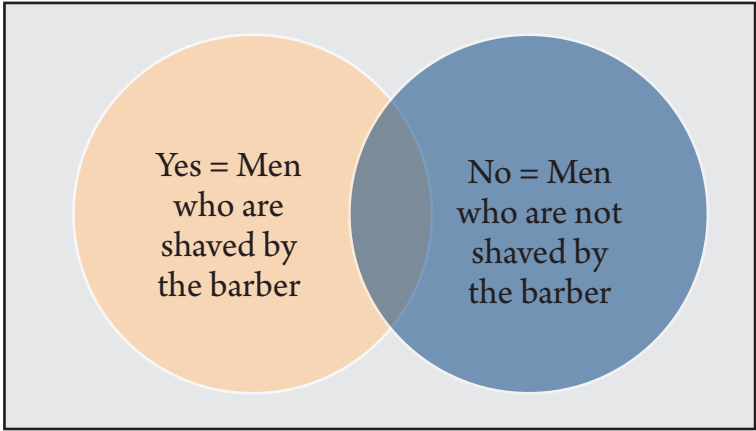 Yes = Men
who are
shaved by
the barber
No = Men
who are not
shaved by
the barber